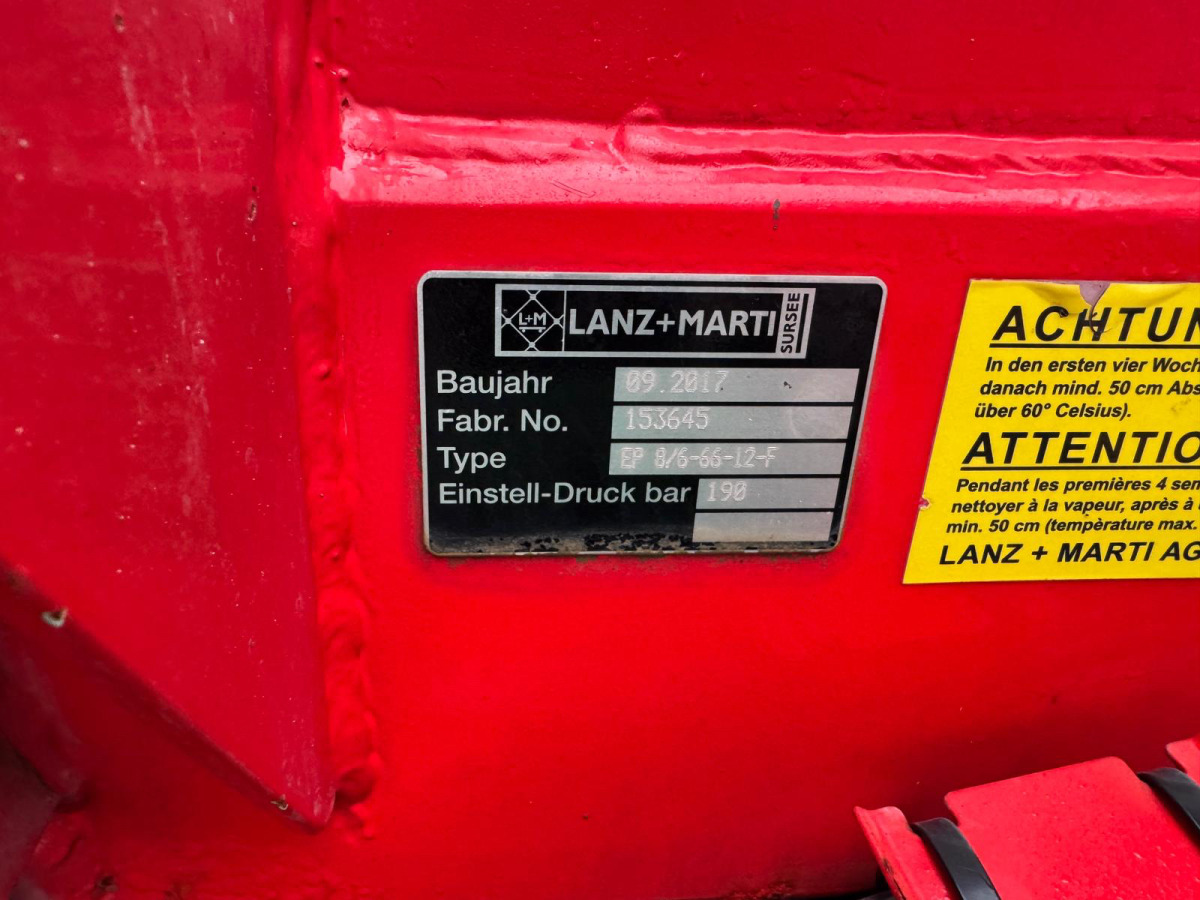 L+M LANZ+MARTI SURSEE
Baujahr 09.2017
Fabr. No. 153645
Type EP 8/6-66-12-F
Einstell-Druck bar 190
ACHTUN
In den ersten vier Woch
danach mind. 50 cm Abs
über 60° Celsius).
ATTENTIO
Pendant les premières 4 sem
nettoyer à la vapeur, après à
min. 50 cm (tempèrature max.
LANZ + MARTI AG